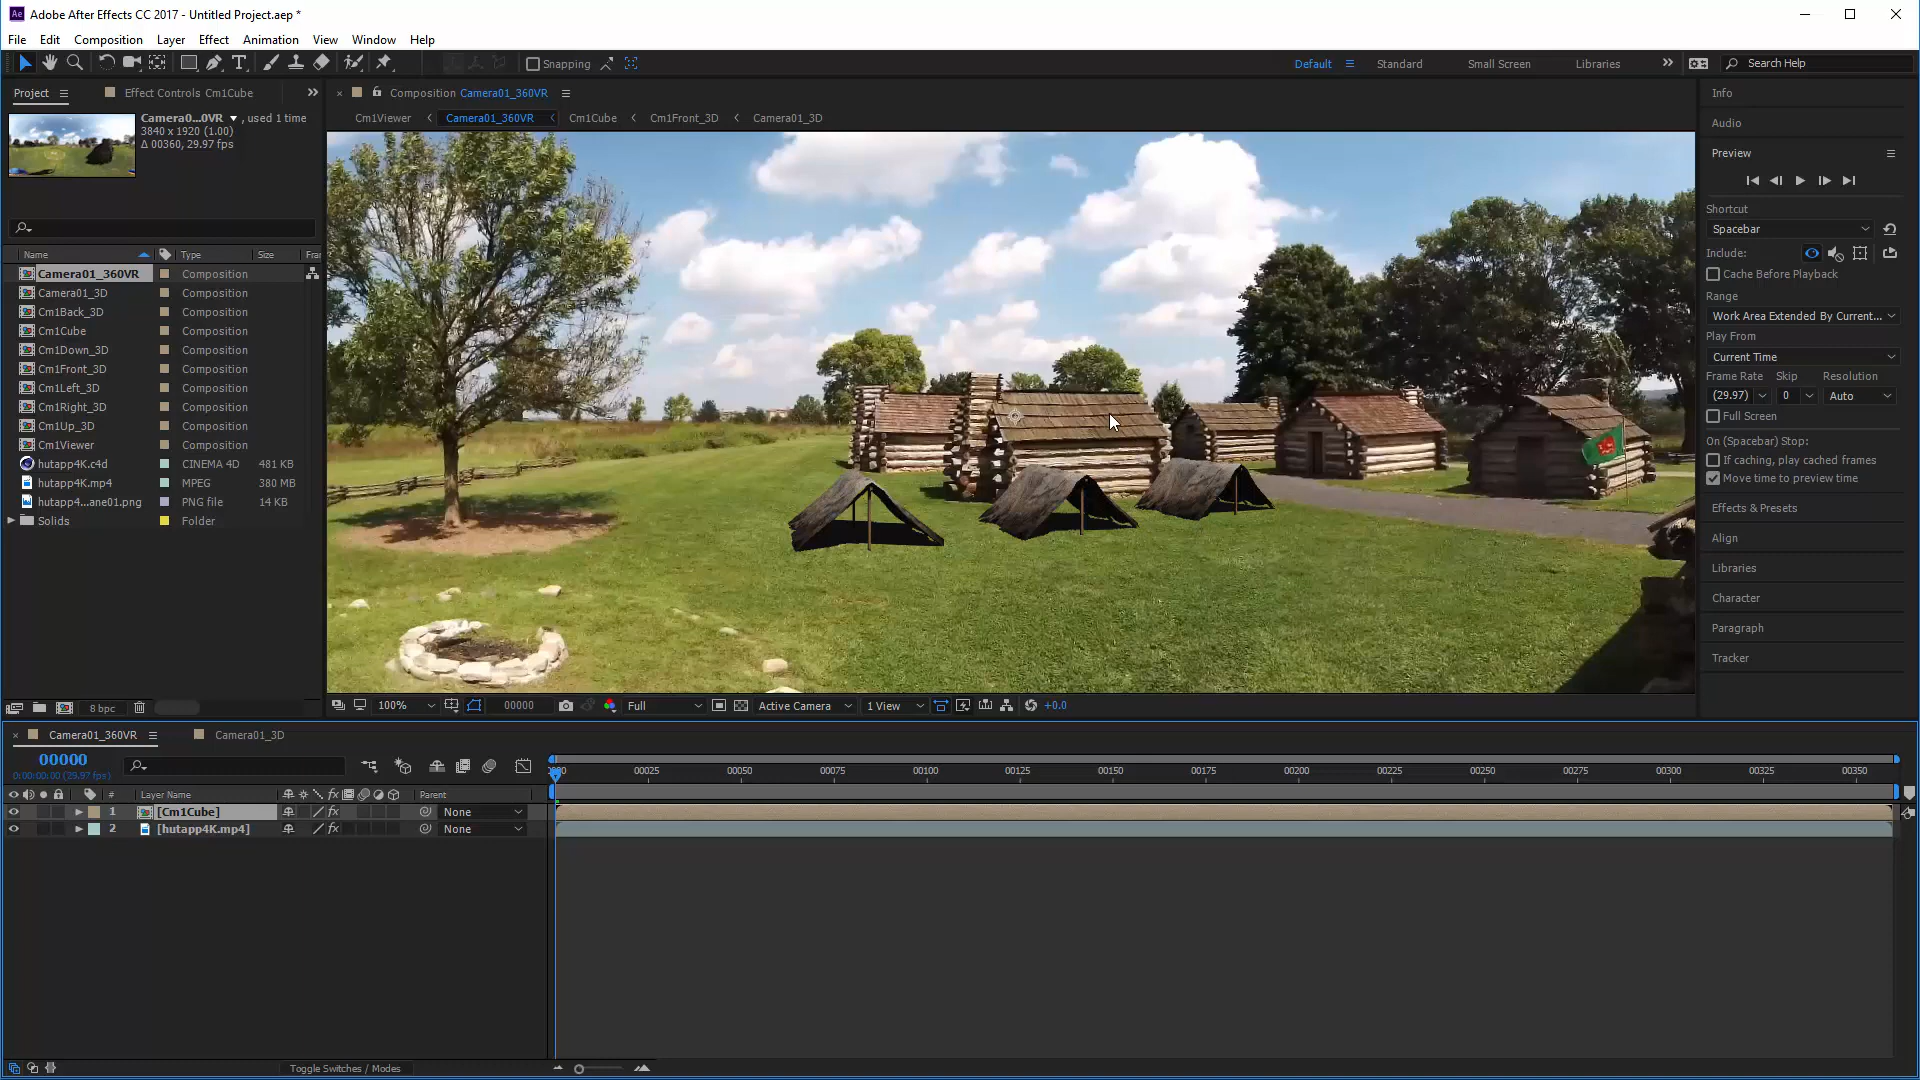 Adobe After Effects CC 2017 - Untitled Project.aep *
File Edit Composition Layer Effect Animation View Window Help
Snapping
Default Standard Small Screen Libraries Search Help
Project Effect Controls Cm1Cube
Camera0...0VR , used 1 time
3840 x 1920 (1.00)
Δ 00360, 29.97 fps
Name Type Size Frar
Camera01_360VR Composition
Camera01_3D Composition
Cm1Back_3D Composition
Cm1Cube Composition
Cm1Down_3D Composition
Cm1Front_3D Composition
Cm1Left_3D Composition
Cm1Right_3D Composition
Cm1Up_3D Composition
Cm1Viewer Composition
hutapp4K.c4d CINEMA 4D 481 KB
hutapp4K.mp4 MPEG 380 MB
hutapp4...ane01.png PNG file 14 KB
Solids Folder
8 bpc
Composition Camera01_360VR
Cm1Viewer Camera01_360VR Cm1Cube Cm1Front_3D Camera01_3D
100% 00000 Full Active Camera 1 View +0.0
Info
Audio
Preview
Shortcut
Spacebar
Include:
Cache Before Playback
Range
Work Area Extended By Current...
Play From
Current Time
Frame Rate Skip Resolution
(29.97) 0 Auto
Full Screen
On (Spacebar) Stop:
If caching, play cached frames
Move time to preview time
Effects & Presets
Align
Libraries
Character
Paragraph
Tracker
Camera01_360VR Camera01_3D
00000
0:00:00:00 (29.97 fps)
00025 00050 00075 00100 00125 00150 00175 00200 00225 00250 00275 00300 00325 00350
# Layer Name Parent
1 [Cm1Cube] None
2 [hutapp4K.mp4] None
Toggle Switches / Modes